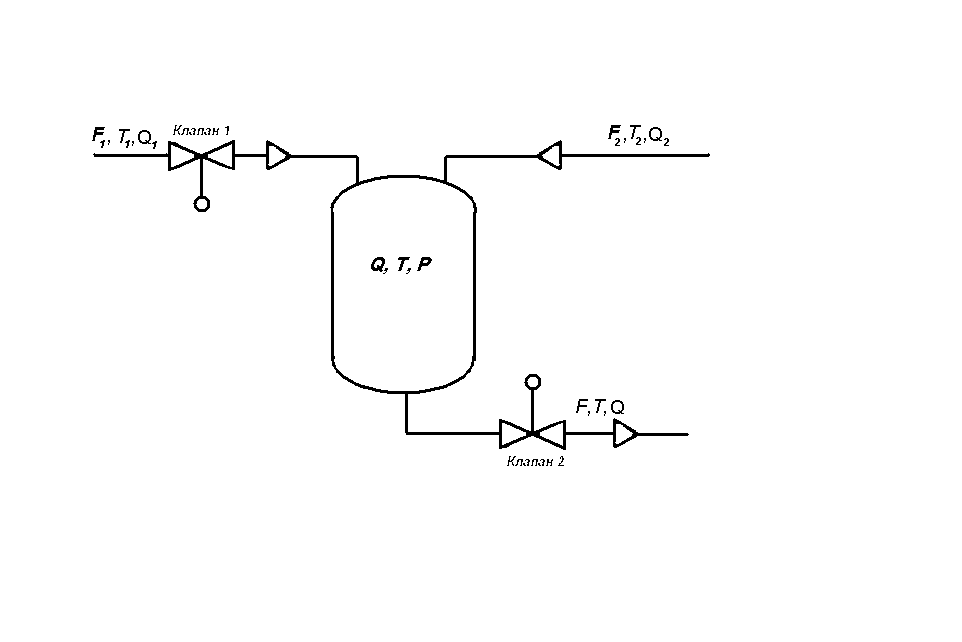 F1, T1,Q1
Клапан 1
F2,T2,Q2
Q, T, P
F,T,Q
Клапан 2